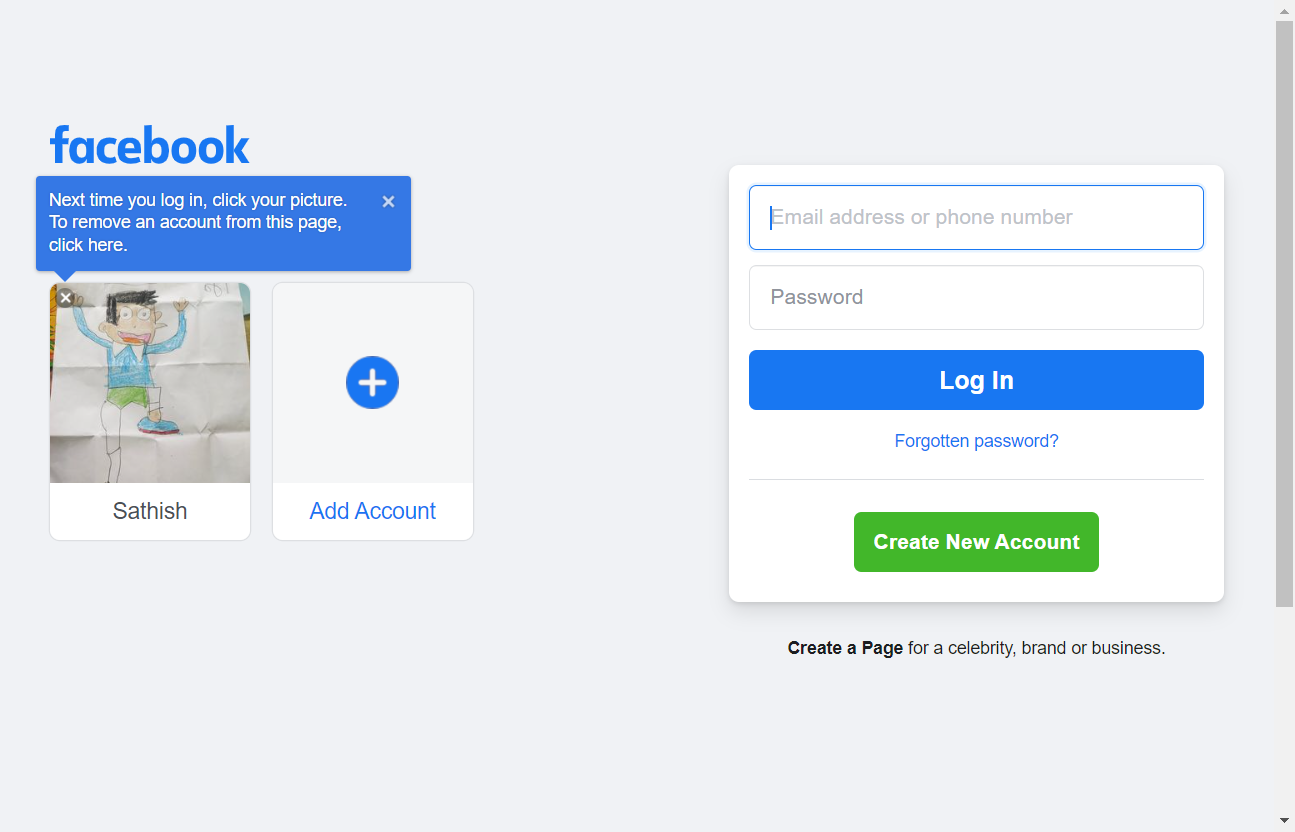 facebook
Next time you log in, click your picture.
To remove an account from this page,
click here.
Sathish
Add Account
Email address or phone number
Password
Log In
Forgotten password?
Create New Account
Create a Page for a celebrity, brand or business.